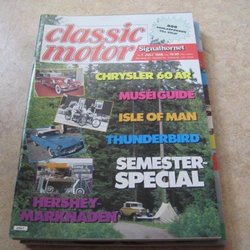 classic
motor
Signalhornet
CHRYSLER 60 ÅR
MUSEIGUIDE
ISLE OF MAN
THUNDERBIRD
SEMESTER-
SPECIAL
HERSHEY-
MARKNADEN